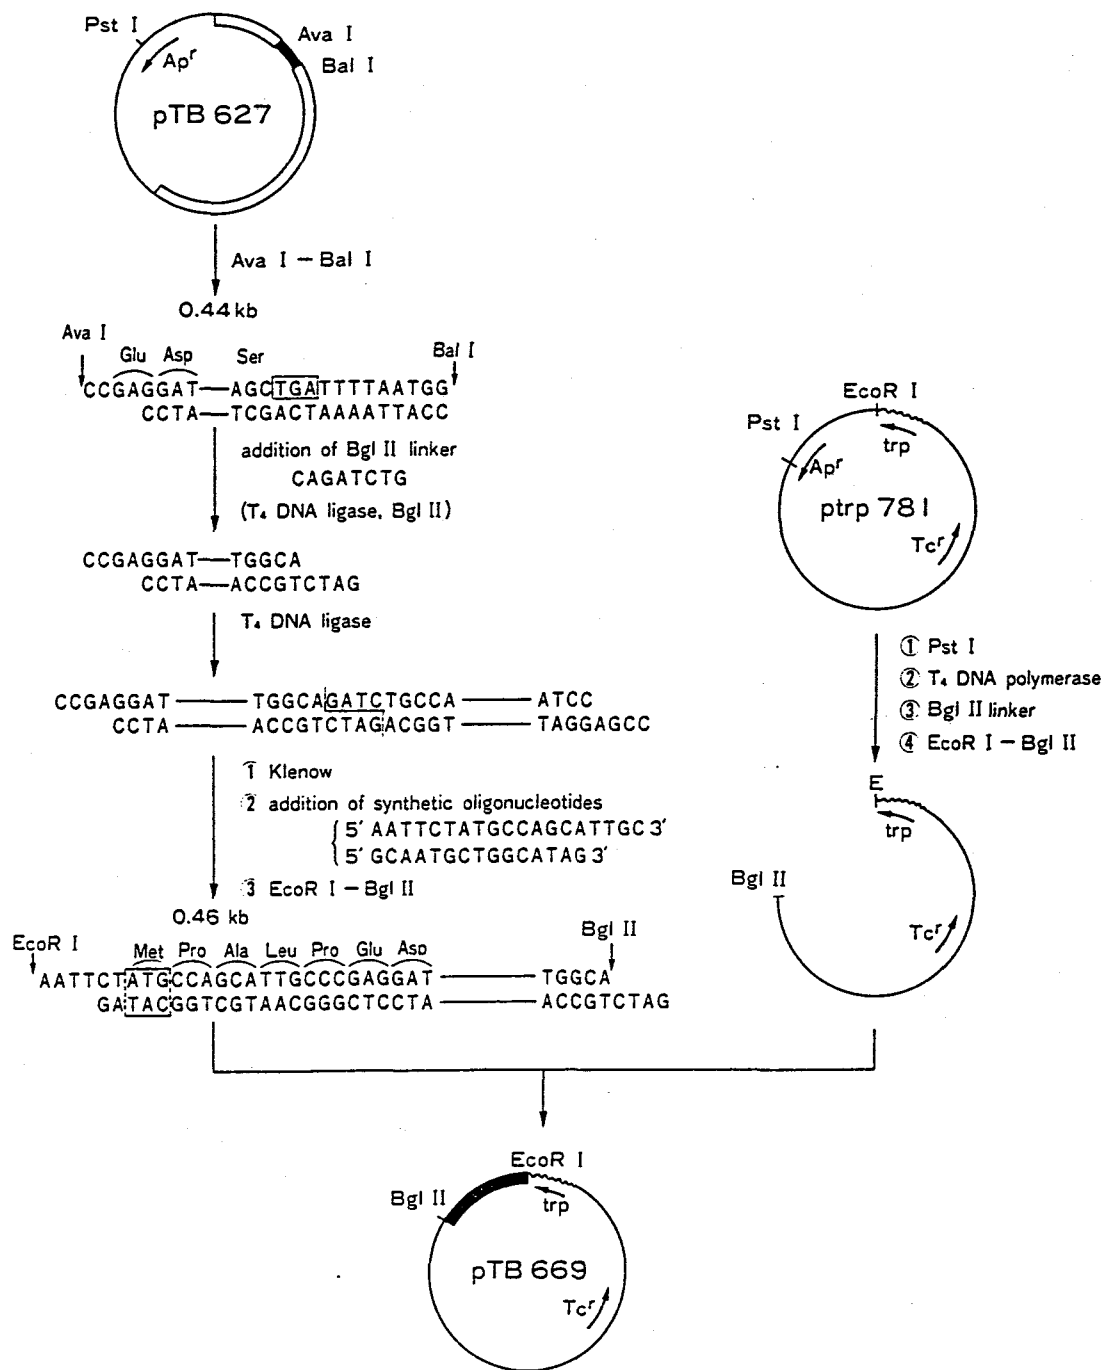 Pst I
Ava I
Apʳ
Bal I
pTB 627
Ava I — Bal I
0.44 kb
Ava I
Glu Asp Ser
Bal I
CCGAGGAT—AGCTGATTTTAATGG
CCTA—TCGACTAAAATTACC
addition of Bgl II linker
CAGATCTG
(T₄ DNA ligase, Bgl II)
CCGAGGAT—TGGCA
CCTA—ACCGTCTAG
T₄ DNA ligase
CCGAGGAT—TGGCAGATCTGCCA—ATCC
CCTA—ACCGTCTAGACGGT—TAGGAGCC
① Klenow
② addition of synthetic oligonucleotides
5′ AATTCTATGCCAGCATTGC 3′
5′ GCAATGCTGGCATAG 3′
③ EcoR I — Bgl II
0.46 kb
EcoR I
Met Pro Ala Leu Pro Glu Asp
Bgl II
AATTCTATGCCAGCATTGCCCGAGGAT—TGGCA
GATACGGTCGTAACGGGCTCCTA—ACCGTCTAG
EcoR I
Pst I
trp
Apʳ
ptrp 781
Tcʳ
① Pst I
② T₄ DNA polymerase
③ Bgl II linker
④ EcoR I — Bgl II
E
trp
Bgl II
Tcʳ
EcoR I
Bgl II
trp
pTB 669
Tcʳ